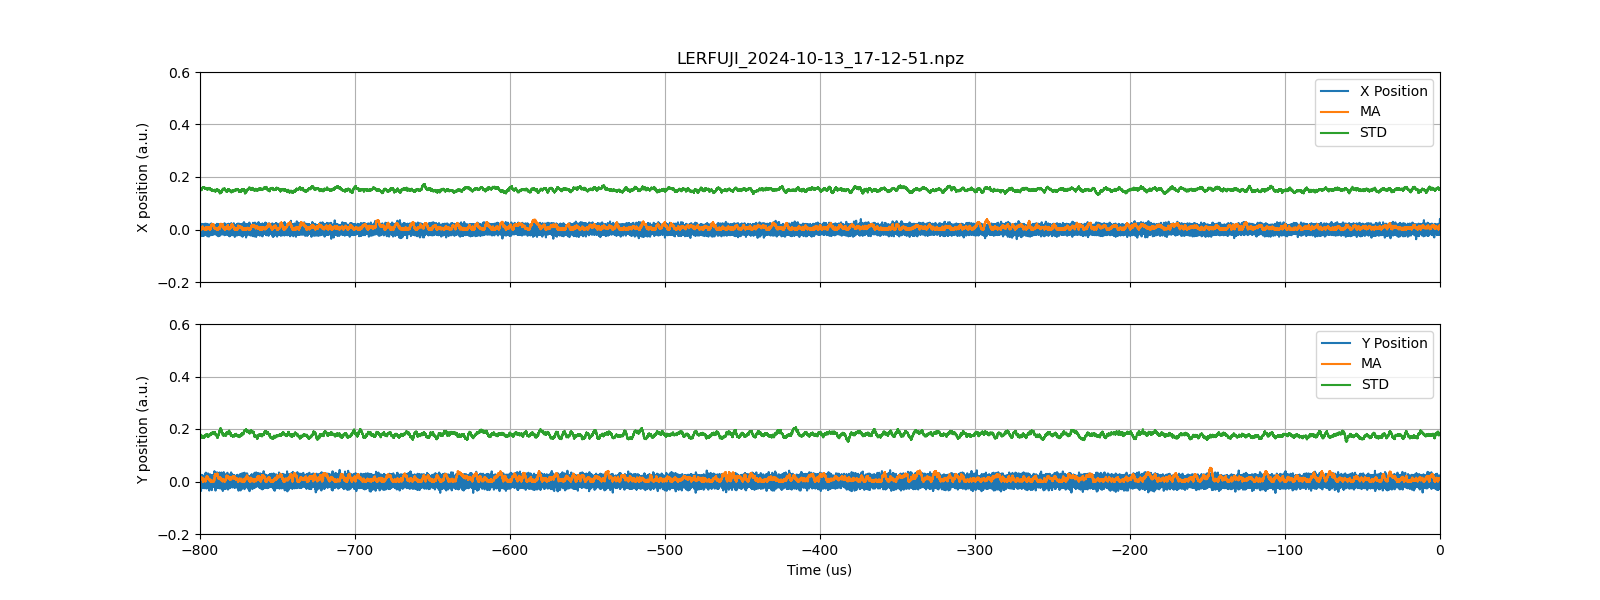 LERFUJI_2024-10-13_17-12-51.npz
0.6
0.4
0.2
0.0
−0.2
X position (a.u.)
X Position
MA
STD
0.6
0.4
0.2
0.0
−0.2
Y position (a.u.)
Y Position
MA
STD
−800 −700 −600 −500 −400 −300 −200 −100 0
Time (us)